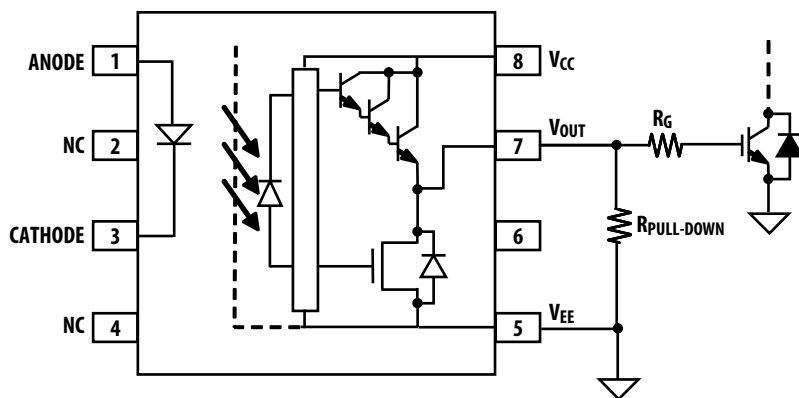 ANODE 1
8 VCC
NC 2
7 VOUT
RG
CATHODE 3
6
RPULL-DOWN
NC 4
5 VEE